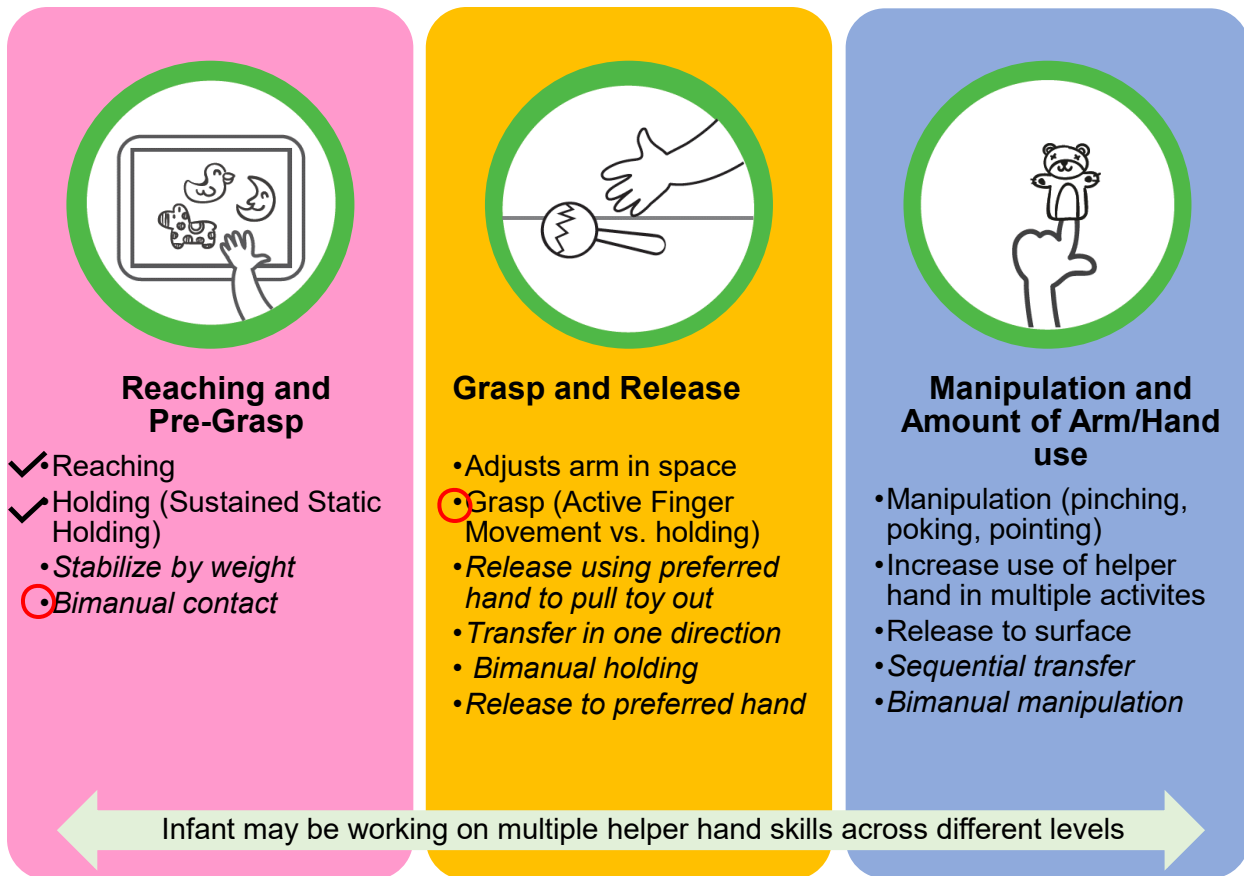 Reaching and
Pre-Grasp
•Reaching
•Holding (Sustained Static
Holding)
•Stabilize by weight
•Bimanual contact
Grasp and Release
•Adjusts arm in space
•Grasp (Active Finger
Movement vs. holding)
•Release using preferred
hand to pull toy out
•Transfer in one direction
• Bimanual holding
•Release to preferred hand
Manipulation and
Amount of Arm/Hand
use
•Manipulation (pinching,
poking, pointing)
•Increase use of helper
hand in multiple activites
•Release to surface
•Sequential transfer
•Bimanual manipulation
Infant may be working on multiple helper hand skills across different levels